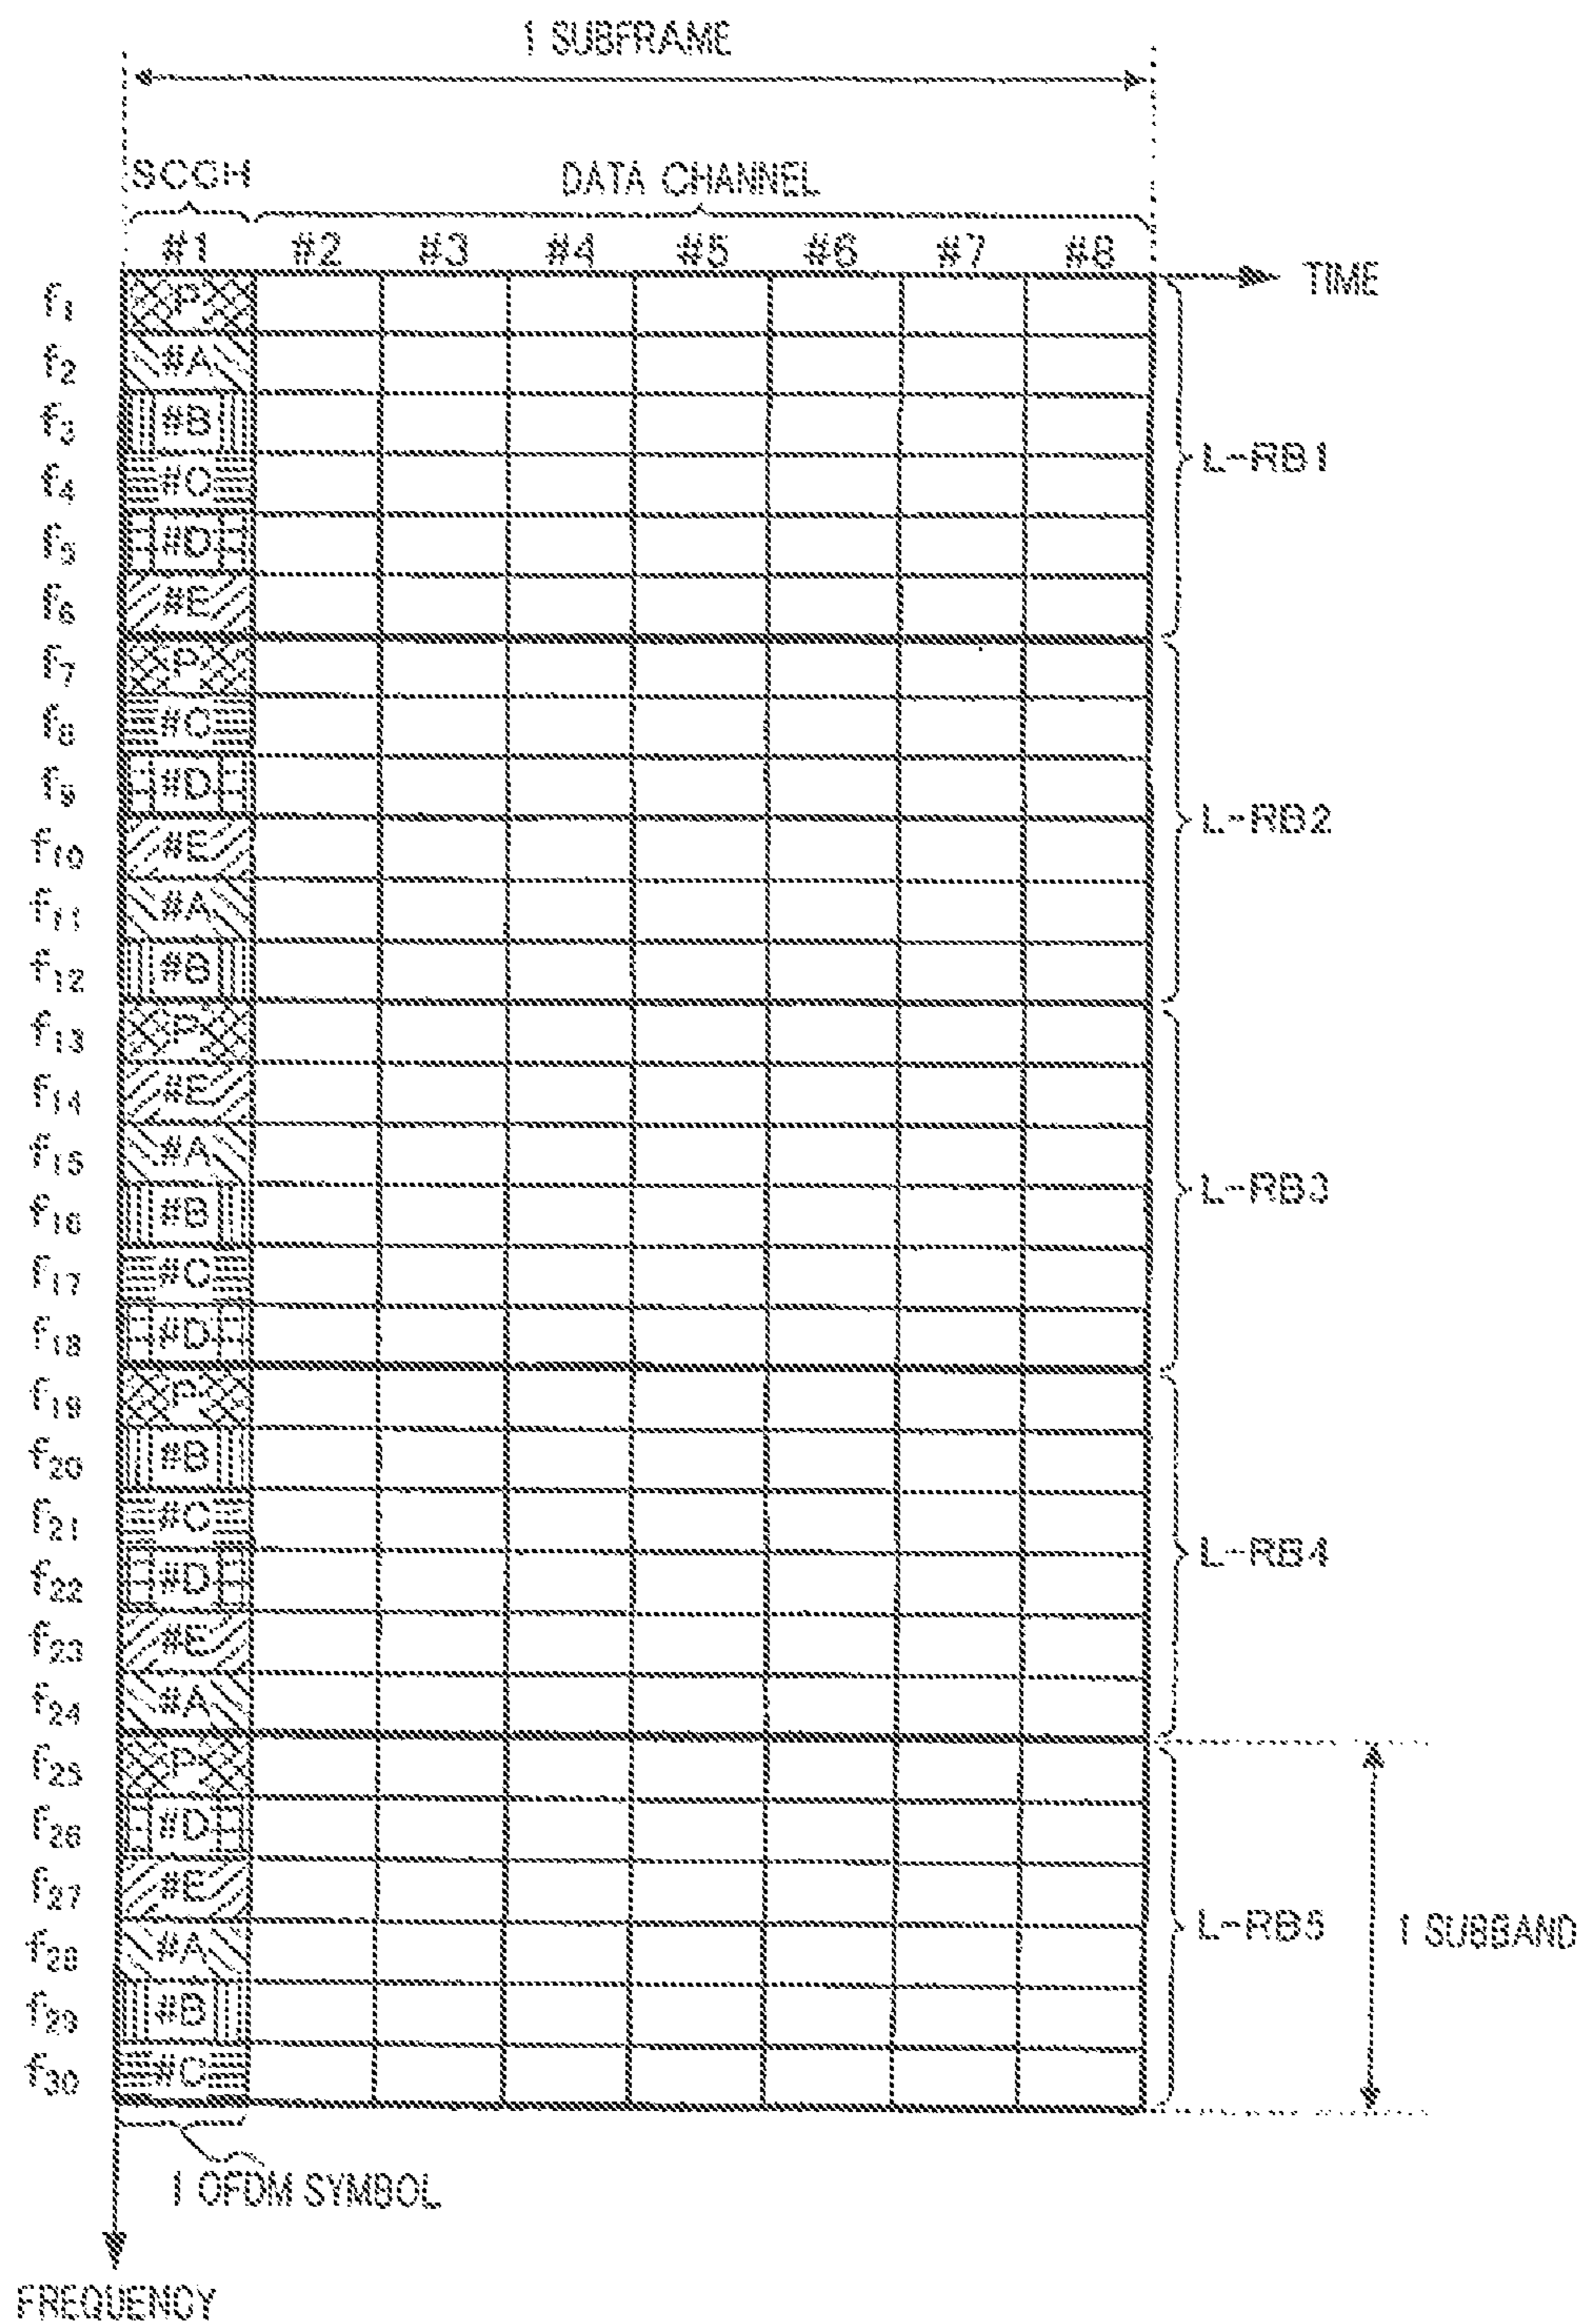 1 SUBFRAME
SCCH DATA CHANNEL
#1 #2 #3 #4 #5 #6 #7 #8
TIME
f1 P
f2 #A
f3 #B
f4 #C
L-RB1
f5 #D
f6 #E
f7 P
f8 #C
f9 #D
L-RB2
f10 #E
f11 #A
f12 #B
f13 P
f14 #E
f15 #A
f16 #B
L-RB3
f17 #C
f18 #D
f19 P
f20 #B
f21 #C
f22 #D
L-RB4
f23 #E
f24 #A
f25 P
f26 #D
f27 #E
f28 #A
L-RB5
1 SUBBAND
f29 #B
f30 #C
1 OFDM SYMBOL
FREQUENCY